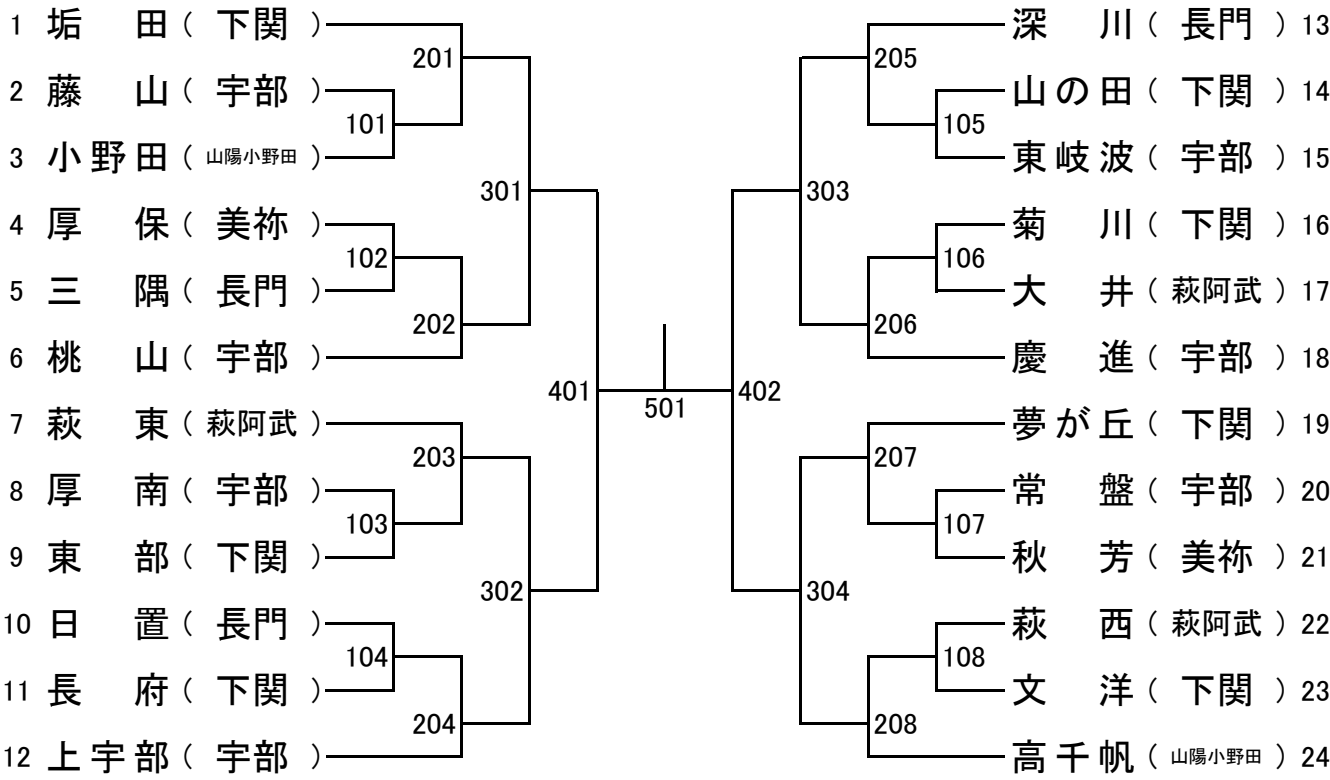 1 垢田（下関）
2 藤山（宇部）
3 小野田（山陽小野田）
4 厚保（美祢）
5 三隅（長門）
6 桃山（宇部）
7 萩東（萩阿武）
8 厚南（宇部）
9 東部（下関）
10 日置（長門）
11 長府（下関）
12 上宇部（宇部）
101
102
103
104
201
202
203
204
301
302
401
501
402
303
304
205
206
207
208
105
106
107
108
深川（長門）13
山の田（下関）14
東岐波（宇部）15
菊川（下関）16
大井（萩阿武）17
慶進（宇部）18
夢が丘（下関）19
常盤（宇部）20
秋芳（美祢）21
萩西（萩阿武）22
文洋（下関）23
高千帆（山陽小野田）24